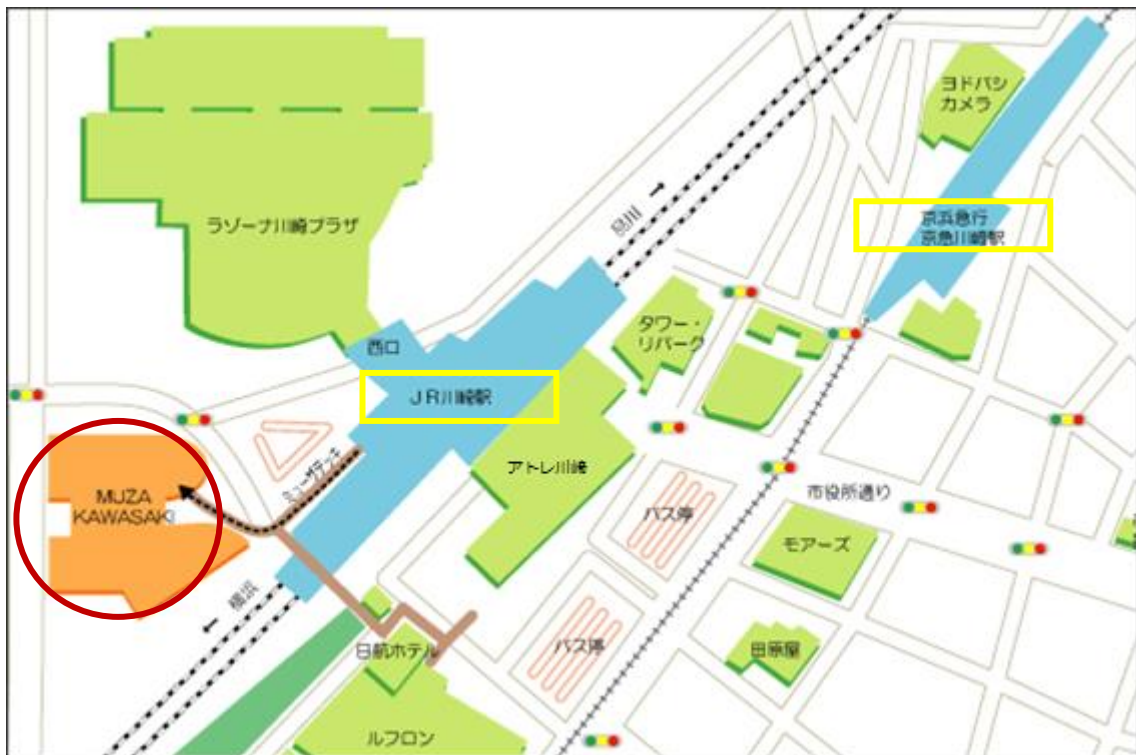 ヨドバシ
カメラ
京浜急行
京急川崎駅
ラゾーナ川崎プラザ
品川
タワー・
リバーク
西口
JR川崎駅
アトレ川崎
ミューザデッキ
MUZA
KAWASAKI
市役所通り
バス停
モアーズ
横浜
日航ホテル
バス停
田原屋
ルフロン